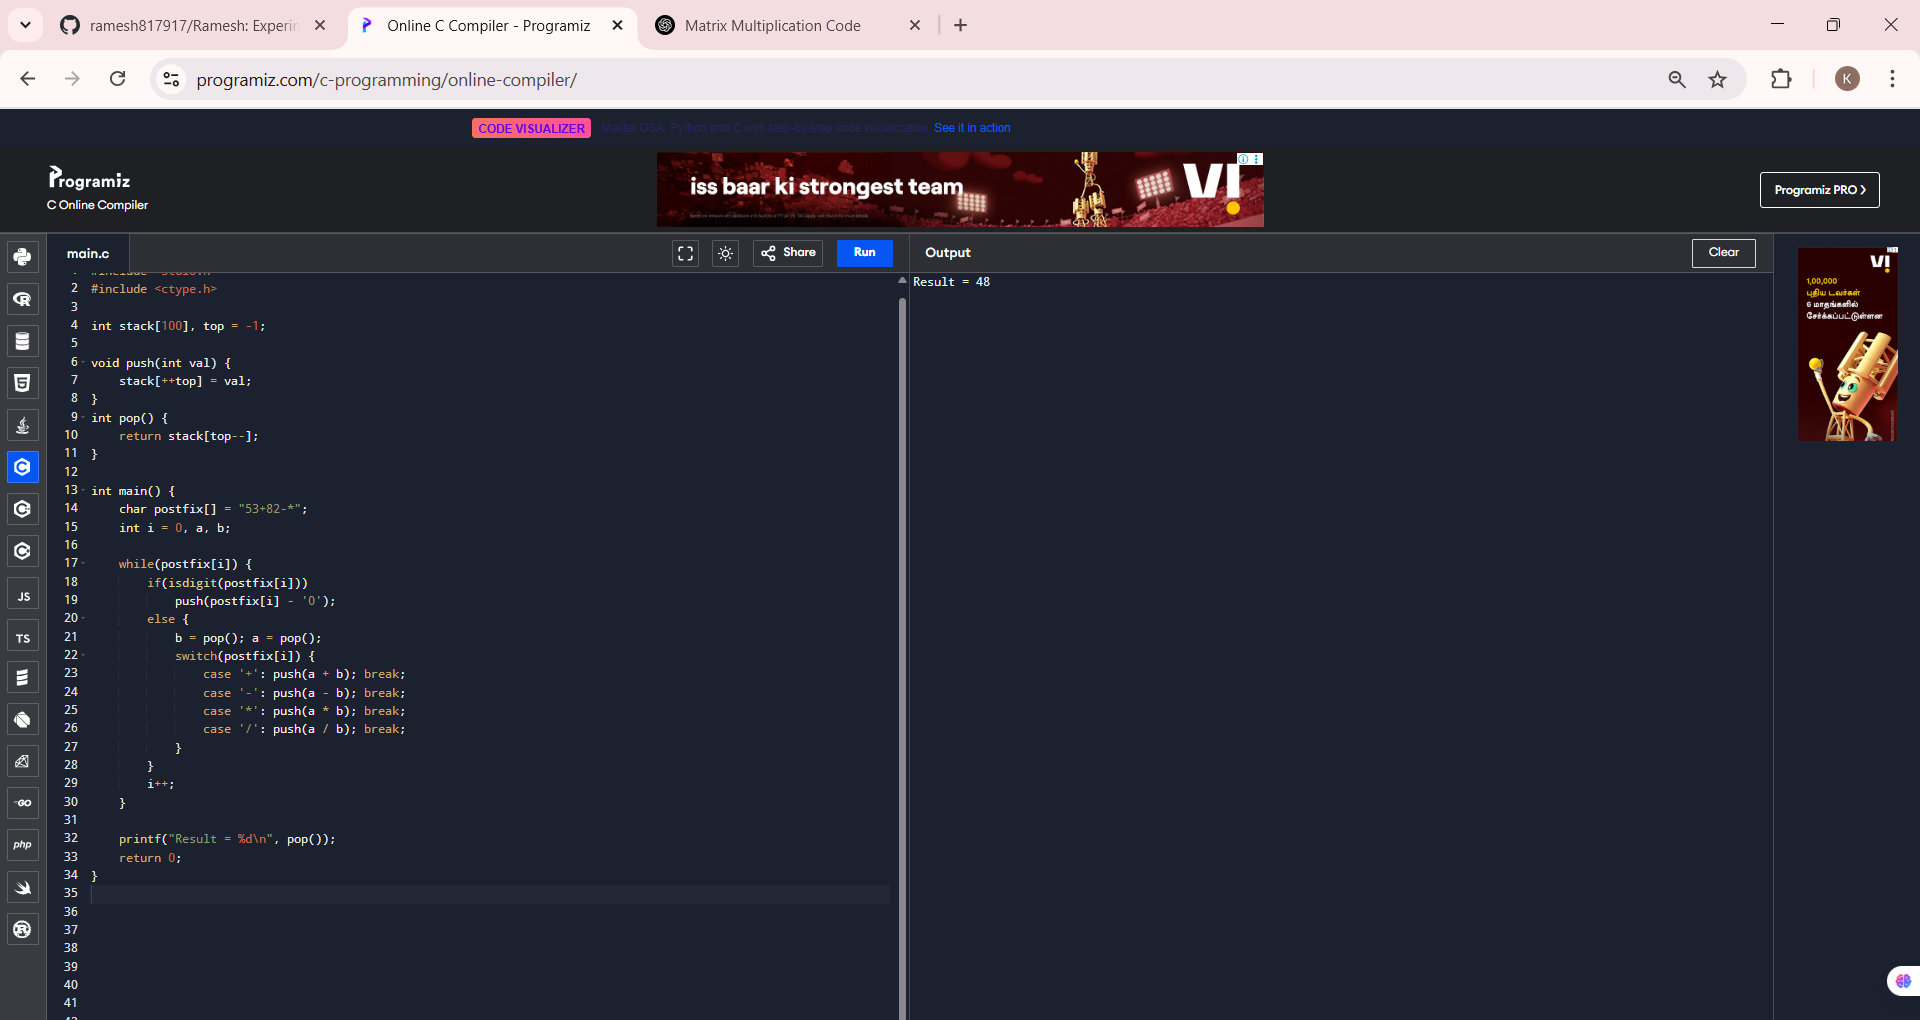 ramesh817917/Ramesh: Experin
Online C Compiler - Programiz
Matrix Multiplication Code
programiz.com/c-programming/online-compiler/
K
CODE VISUALIZER Master DSA, Python and C with step-by-step code visualization. See it in action
Programiz
C Online Compiler
iss baar ki strongest team
VI
Programiz PRO >
main.c
Share
Run
Output
Clear
2 #include <ctype.h>
3
4 int stack[100], top = -1;
5
6 void push(int val) {
7 stack[++top] = val;
8 }
9 int pop() {
10 return stack[top--];
11 }
12
13 int main() {
14 char postfix[] = "53+82-*";
15 int i = 0, a, b;
16
17 while(postfix[i]) {
18 if(isdigit(postfix[i]))
19 push(postfix[i] - '0');
20 else {
21 b = pop(); a = pop();
22 switch(postfix[i]) {
23 case '+': push(a + b); break;
24 case '-': push(a - b); break;
25 case '*': push(a * b); break;
26 case '/': push(a / b); break;
27 }
28 }
29 i++;
30 }
31
32 printf("Result = %d\n", pop());
33 return 0;
34 }
35
36
37
38
39
40
41
Result = 48
VI
1,00,000
புதிய டவர்கள்
6 மாதங்களில்
சேர்க்கப்பட்டுள்ளன
JS
TS
GO
php